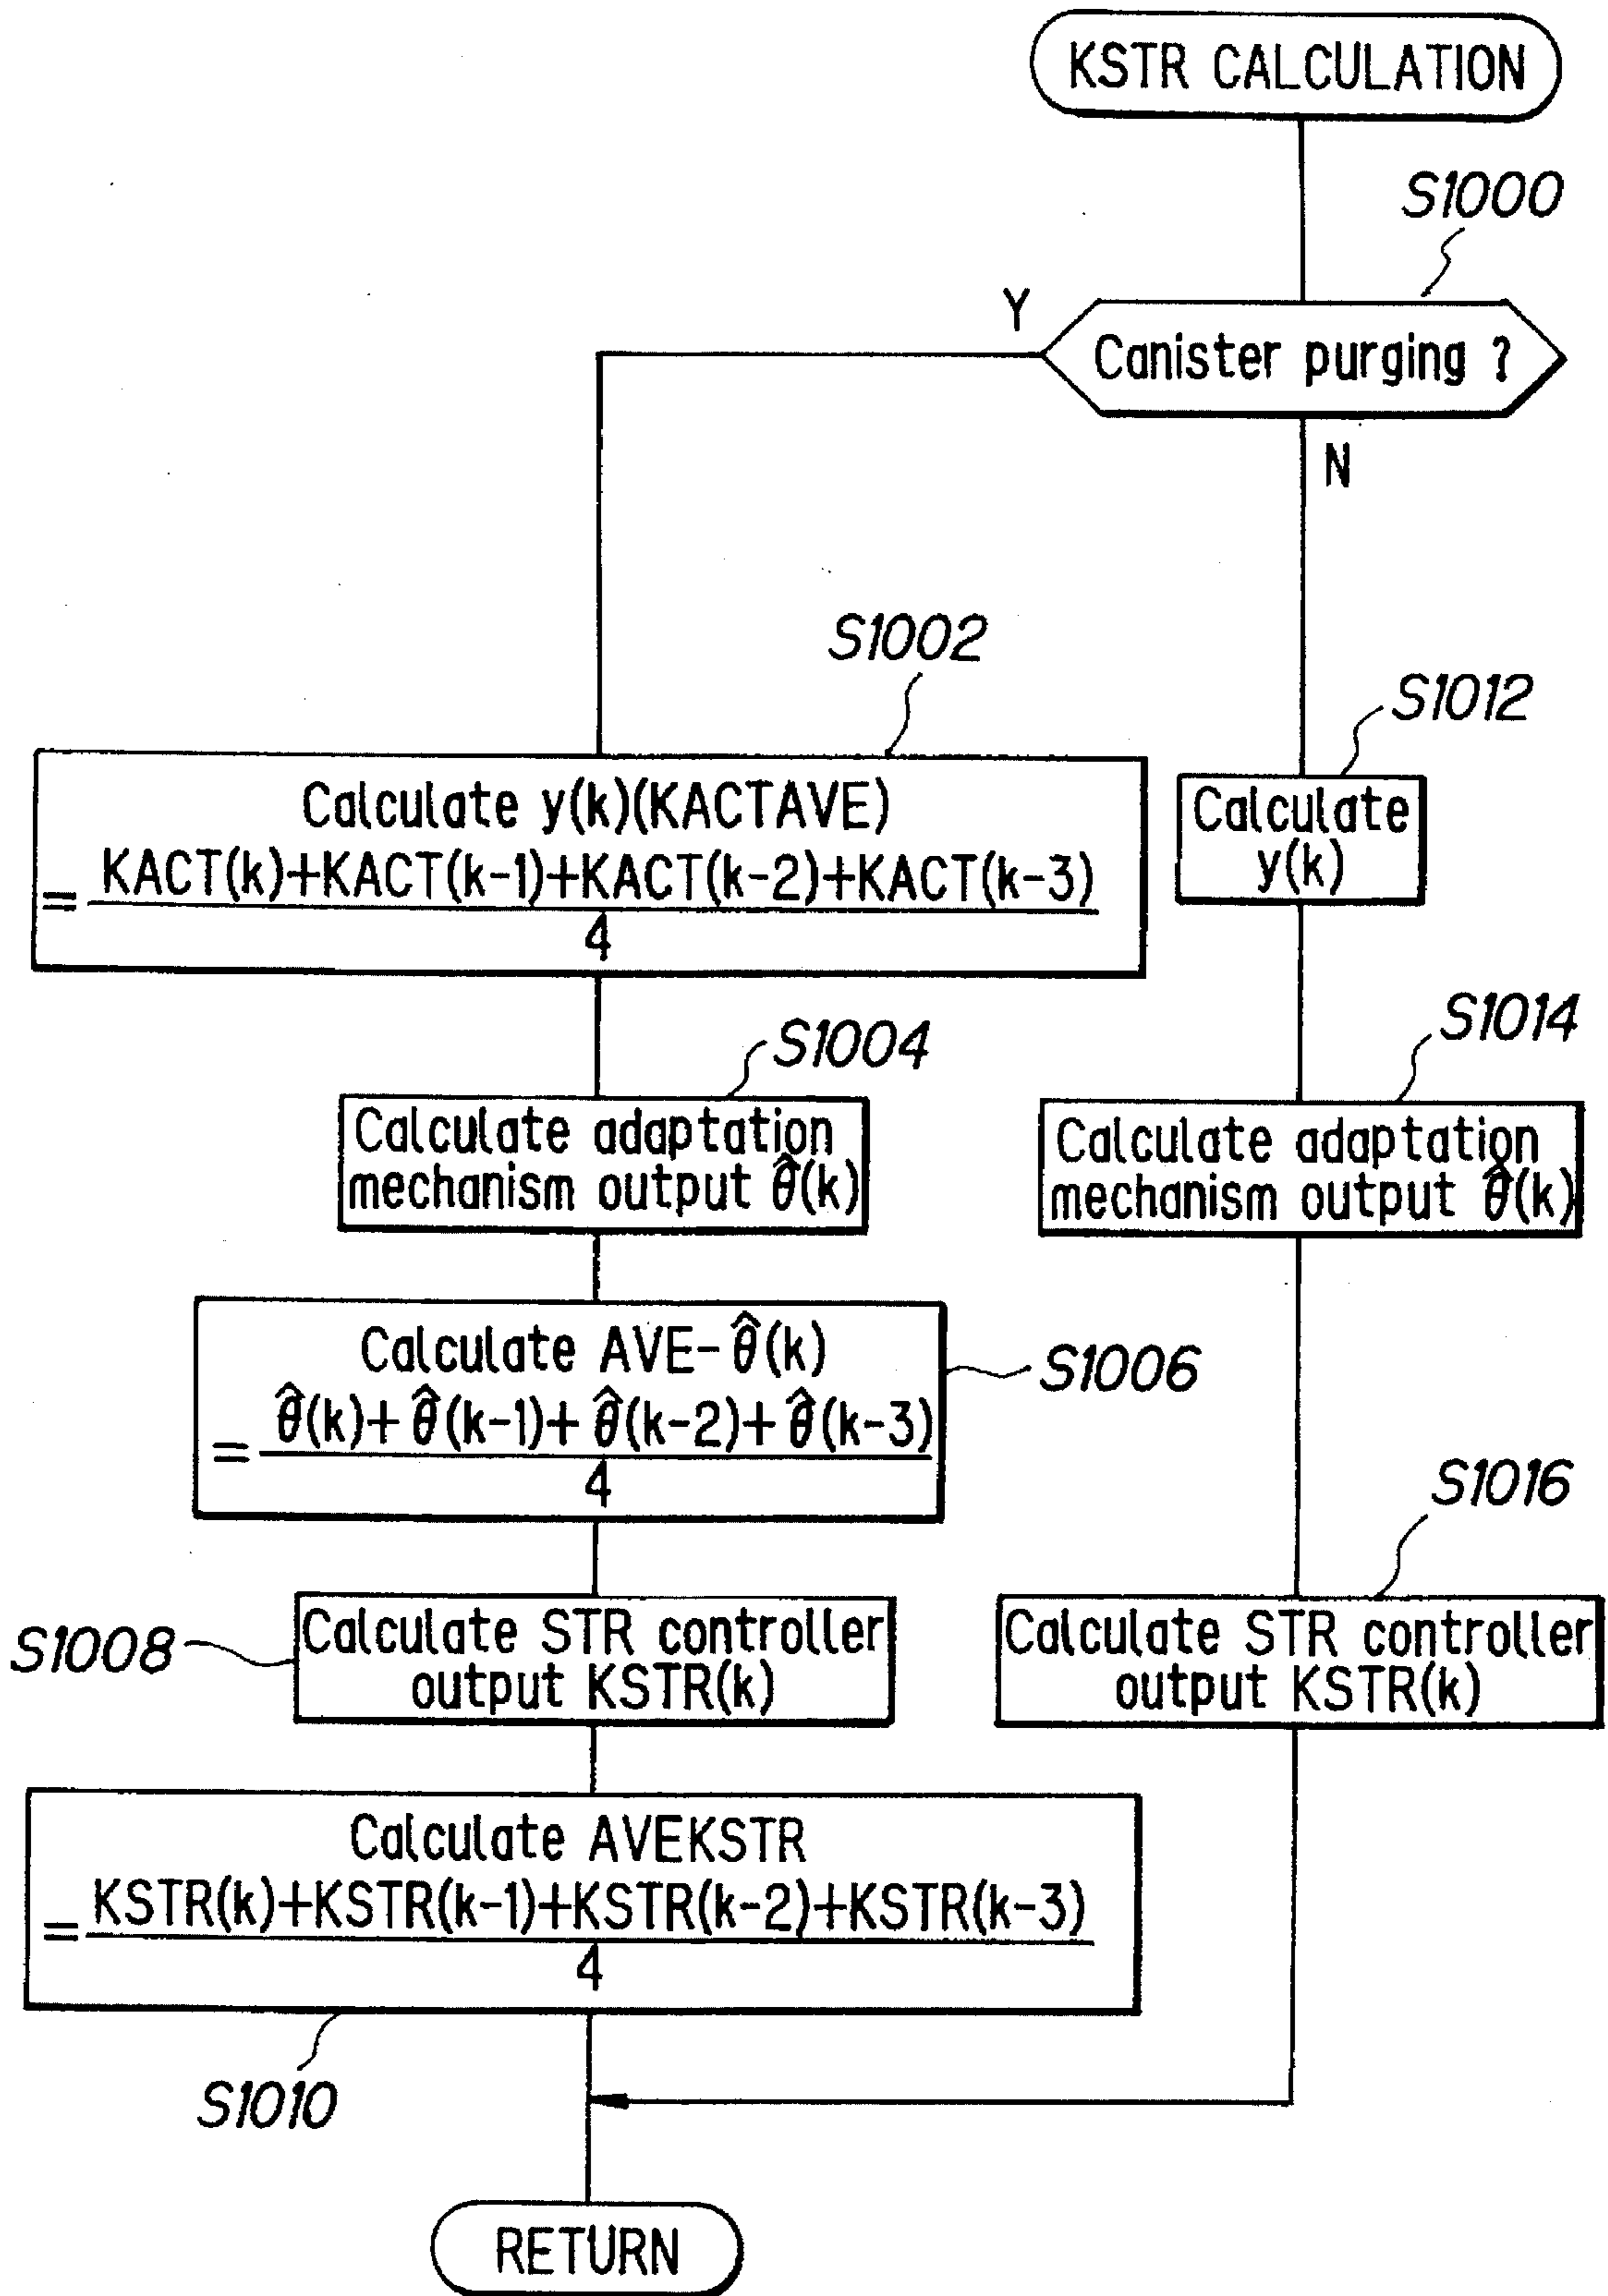 KSTR CALCULATION
S1000
Canister purging ?
Y
N
S1002
Calculate y(k)(KACTAVE)
= KACT(k)+KACT(k-1)+KACT(k-2)+KACT(k-3)
4
S1004
Calculate adaptation
mechanism output θ̂(k)
Calculate AVE-θ̂(k)
= θ̂(k)+θ̂(k-1)+θ̂(k-2)+θ̂(k-3)
4
S1006
S1008
Calculate STR controller
output KSTR(k)
Calculate AVEKSTR
= KSTR(k)+KSTR(k-1)+KSTR(k-2)+KSTR(k-3)
4
S1010
S1012
Calculate
y(k)
S1014
Calculate adaptation
mechanism output θ̂(k)
S1016
Calculate STR controller
output KSTR(k)
RETURN